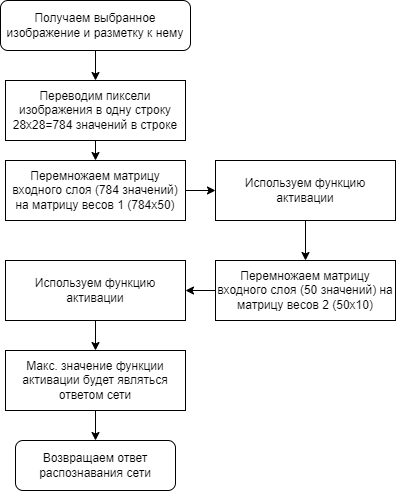 Получаем выбранное
изображение и разметку к нему
Переводим пиксели
изображения в одну строку
28x28=784 значений в строке
Перемножаем матрицу
входного слоя (784 значений)
на матрицу весов 1 (784x50)
Используем функцию
активации
Перемножаем матрицу
входного слоя (50 значений) на
матрицу весов 2 (50x10)
Используем функцию
активации
Макс. значение функции
активации будет являться
ответом сети
Возвращаем ответ
распознавания сети